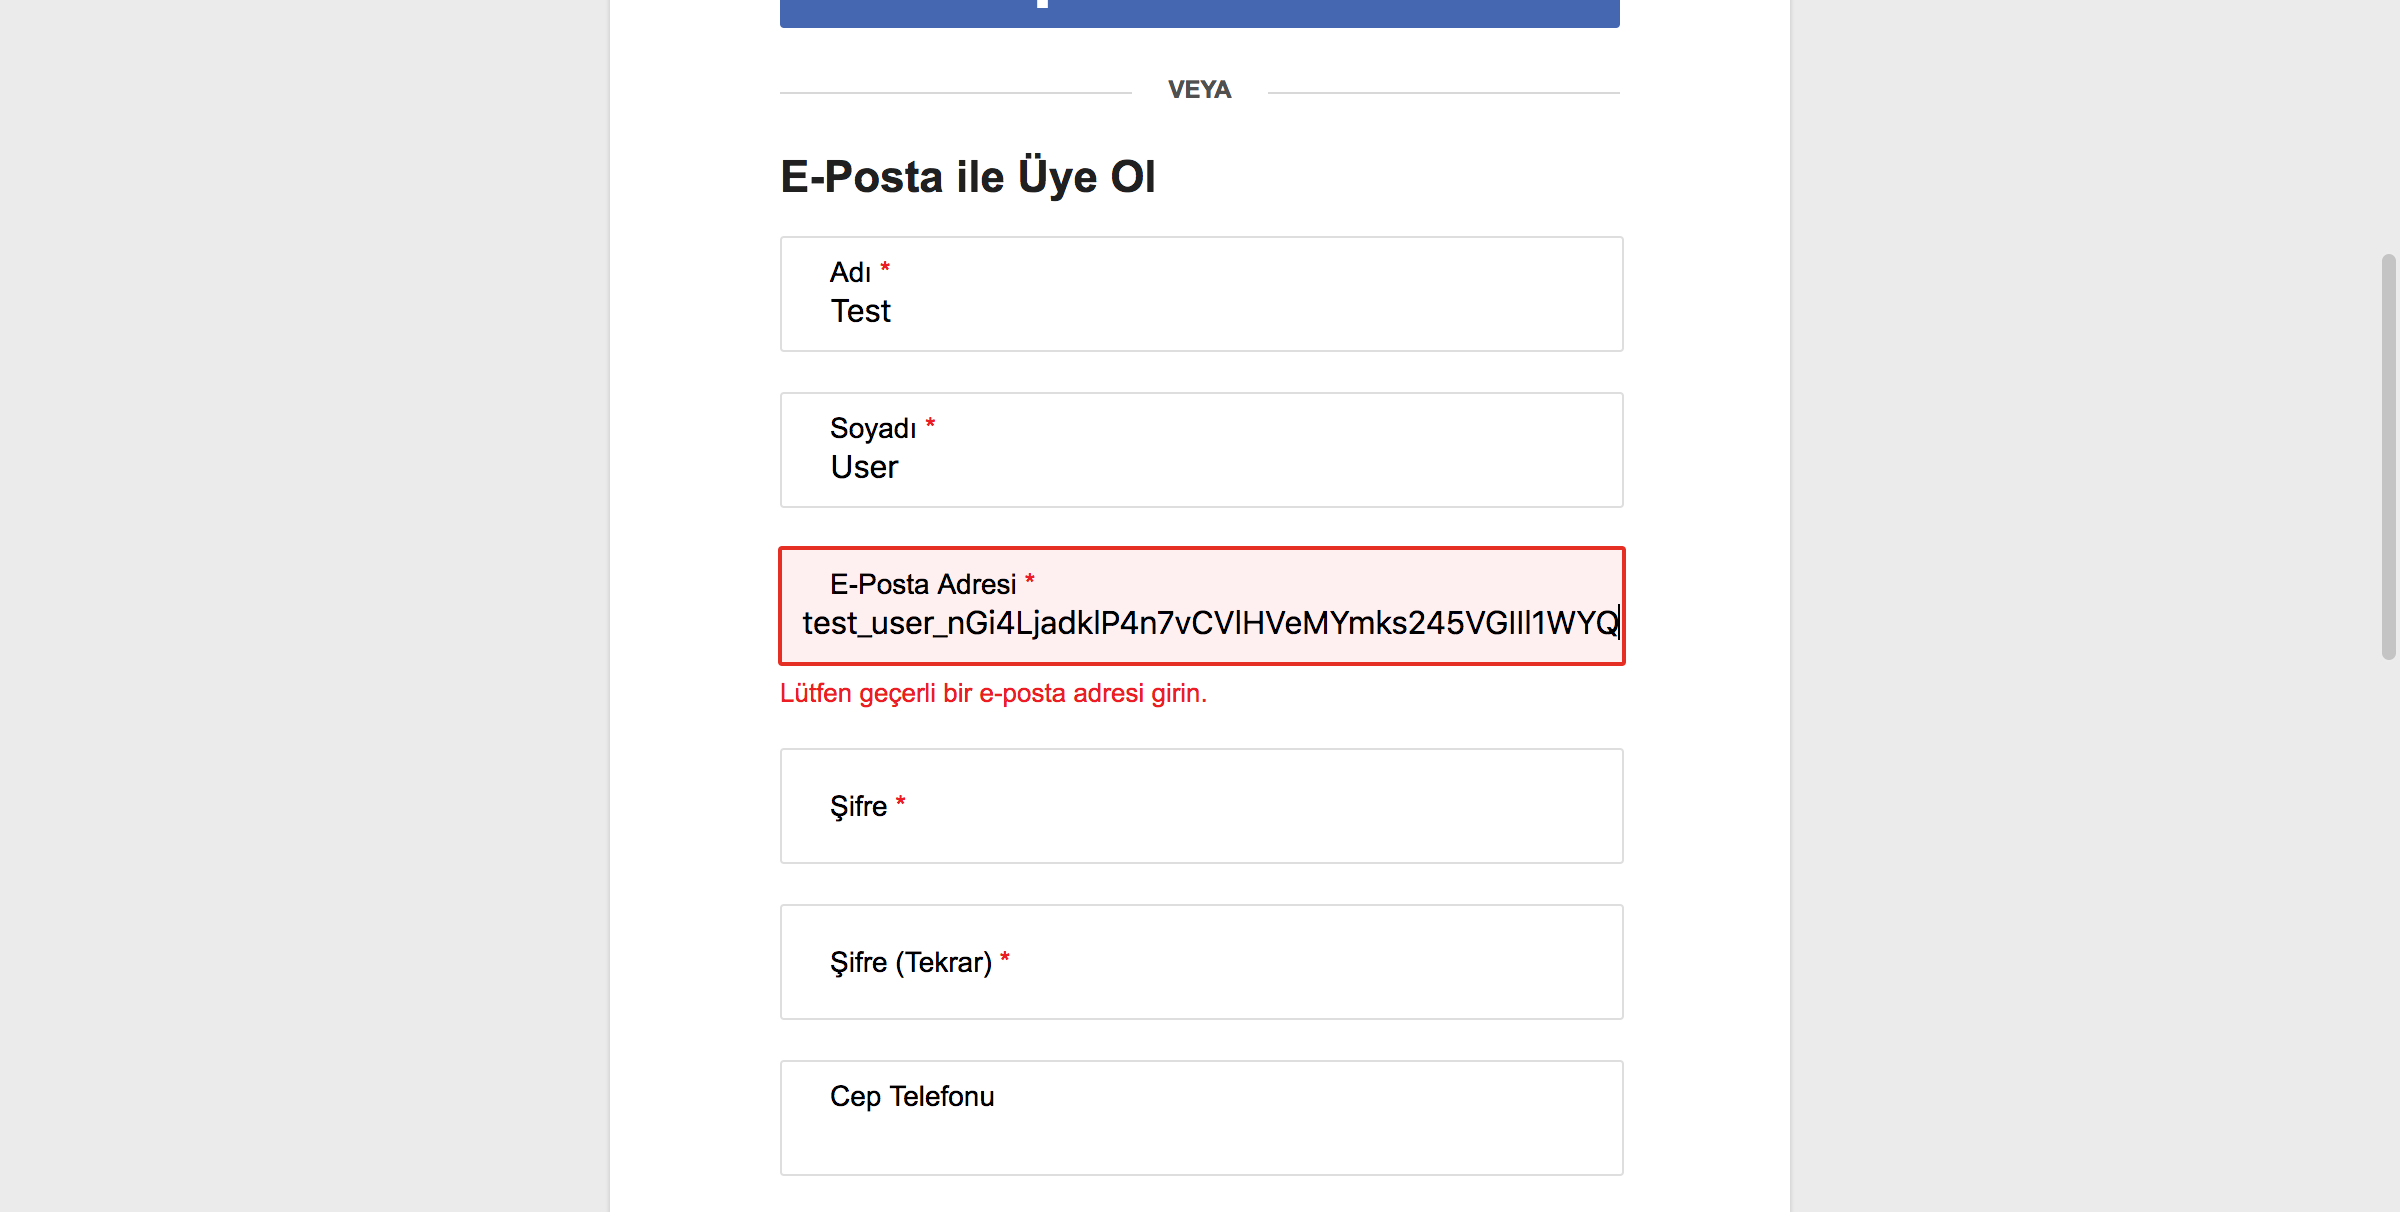 VEYA
E-Posta ile Üye Ol
Adı *
Test
Soyadı *
User
E-Posta Adresi *
test_user_nGi4LjadklP4n7vCVlHVeMYmks245VGlIl1WYQ
Lütfen geçerli bir e-posta adresi girin.
Şifre *
Şifre (Tekrar) *
Cep Telefonu